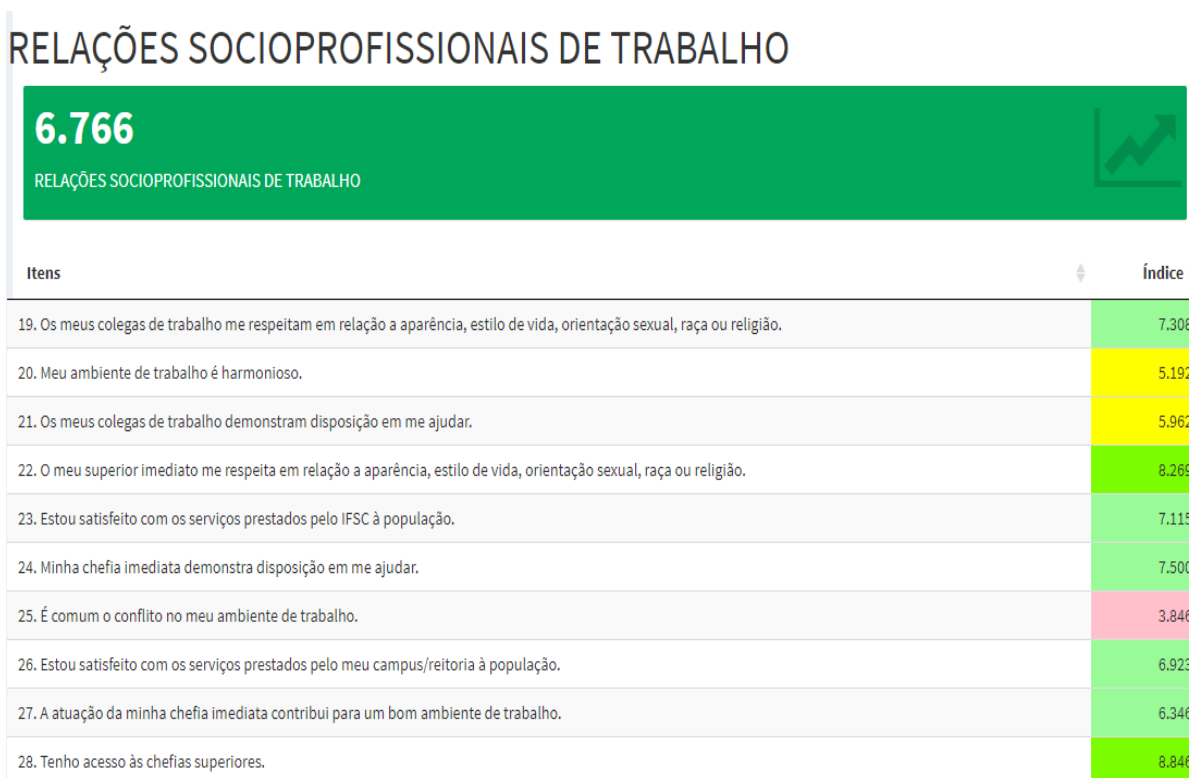 RELAÇÕES SOCIOPROFISSIONAIS DE TRABALHO
6.766
RELAÇÕES SOCIOPROFISSIONAIS DE TRABALHO
Itens Índice
19. Os meus colegas de trabalho me respeitam em relação a aparência, estilo de vida, orientação sexual, raça ou religião. 7.308
20. Meu ambiente de trabalho é harmonioso. 5.192
21. Os meus colegas de trabalho demonstram disposição em me ajudar. 5.962
22. O meu superior imediato me respeita em relação a aparência, estilo de vida, orientação sexual, raça ou religião. 8.269
23. Estou satisfeito com os serviços prestados pelo IFSC à população. 7.115
24. Minha chefia imediata demonstra disposição em me ajudar. 7.500
25. É comum o conflito no meu ambiente de trabalho. 3.846
26. Estou satisfeito com os serviços prestados pelo meu campus/reitoria à população. 6.923
27. A atuação da minha chefia imediata contribui para um bom ambiente de trabalho. 6.346
28. Tenho acesso às chefias superiores. 8.846